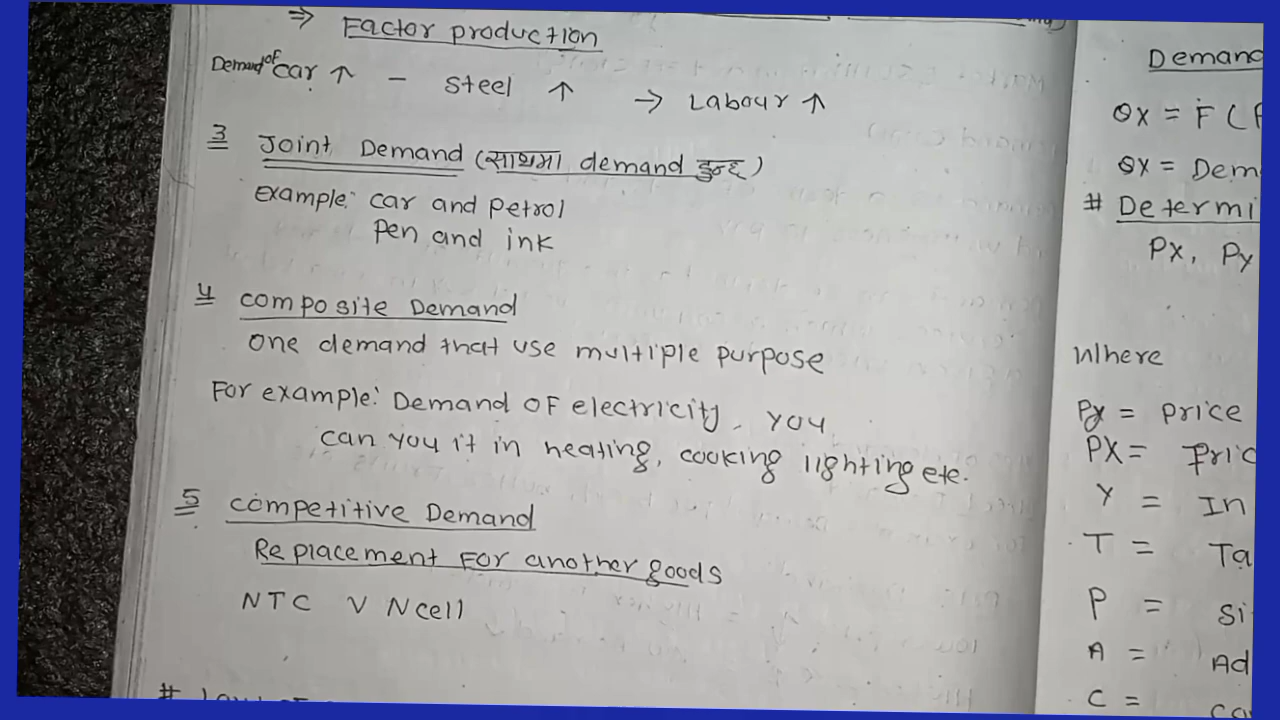 ⇒ Factor production
Demand of car ↑ - Steel ↑ → Labour ↑
3 Joint Demand (साथमा demand हुन्छ)
Example: car and petrol
Pen and ink
4 composite Demand
one demand that use multiple purpose
For example: Demand of electricity, you
can you it in heating, cooking lighting etc.
5 competitive Demand
Replacement For another goods
NTC V Ncell
Demand
QX = F (P
QX = Dem
# Determi
PX, Py
Where
Py = price
PX = pric
Y = In
T = Ta
P = Si
A = Ad
C =